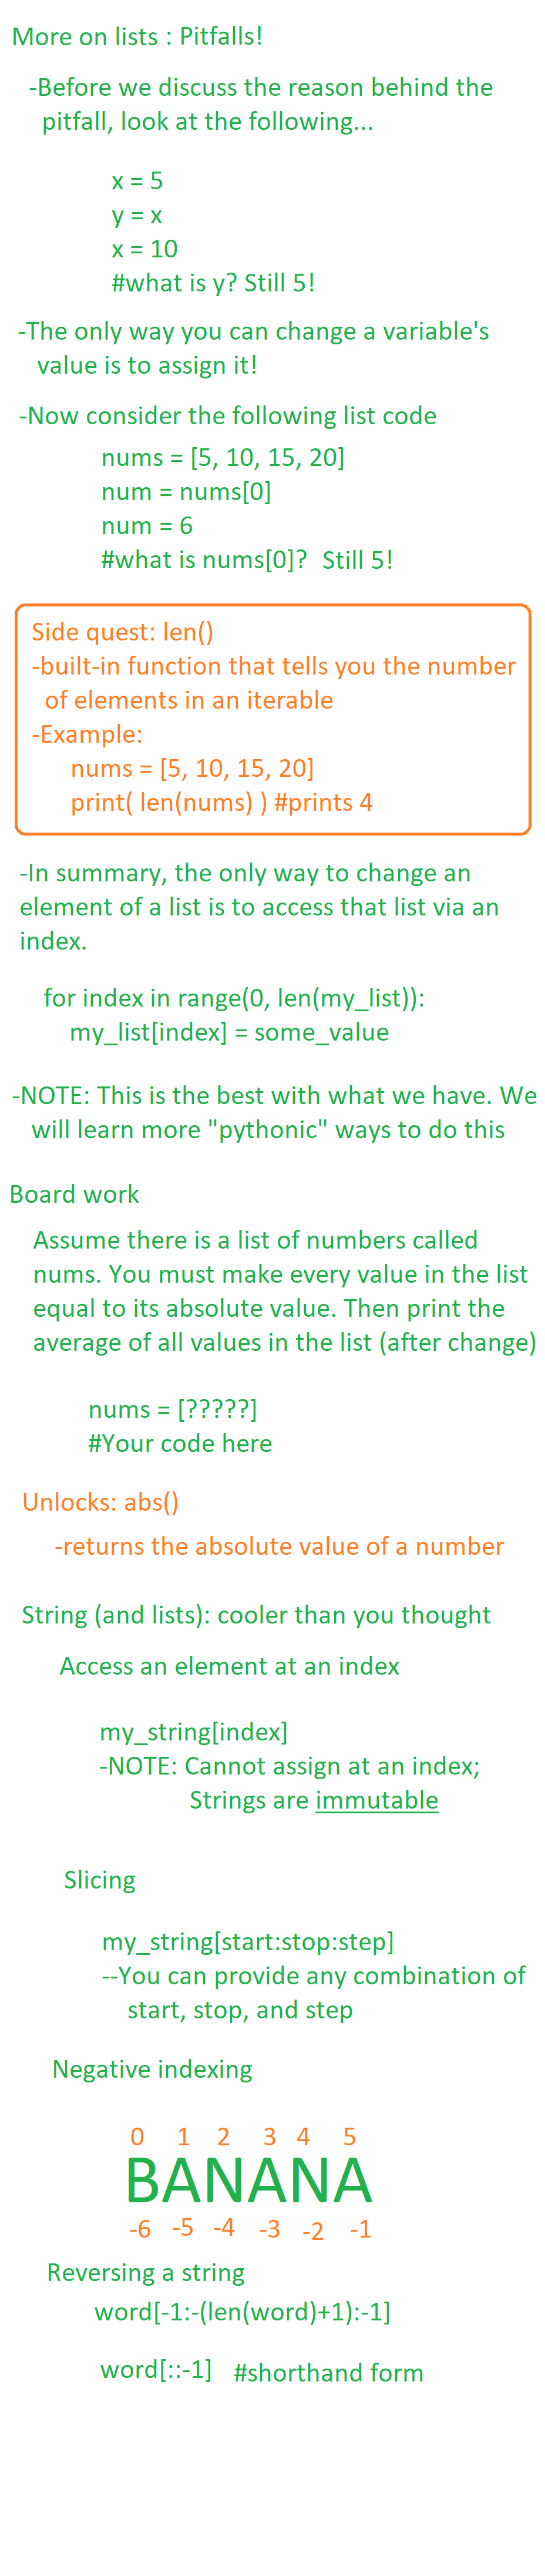 More on lists : Pitfalls!
-Before we discuss the reason behind the
pitfall, look at the following...
x = 5
y = x
x = 10
#what is y? Still 5!
-The only way you can change a variable's
value is to assign it!
-Now consider the following list code
nums = [5, 10, 15, 20]
num = nums[0]
num = 6
#what is nums[0]? Still 5!
Side quest: len()
-built-in function that tells you the number
of elements in an iterable
-Example:
nums = [5, 10, 15, 20]
print( len(nums) ) #prints 4
-In summary, the only way to change an
element of a list is to access that list via an
index.
for index in range(0, len(my_list)):
my_list[index] = some_value
-NOTE: This is the best with what we have. We
will learn more "pythonic" ways to do this
Board work
Assume there is a list of numbers called
nums. You must make every value in the list
equal to its absolute value. Then print the
average of all values in the list (after change)
nums = [?????]
#Your code here
Unlocks: abs()
-returns the absolute value of a number
String (and lists): cooler than you thought
Access an element at an index
my_string[index]
-NOTE: Cannot assign at an index;
Strings are immutable
Slicing
my_string[start:stop:step]
--You can provide any combination of
start, stop, and step
Negative indexing
0 1 2 3 4 5
BANANA
-6 -5 -4 -3 -2 -1
Reversing a string
word[-1:-(len(word)+1):-1]
word[::-1] #shorthand form